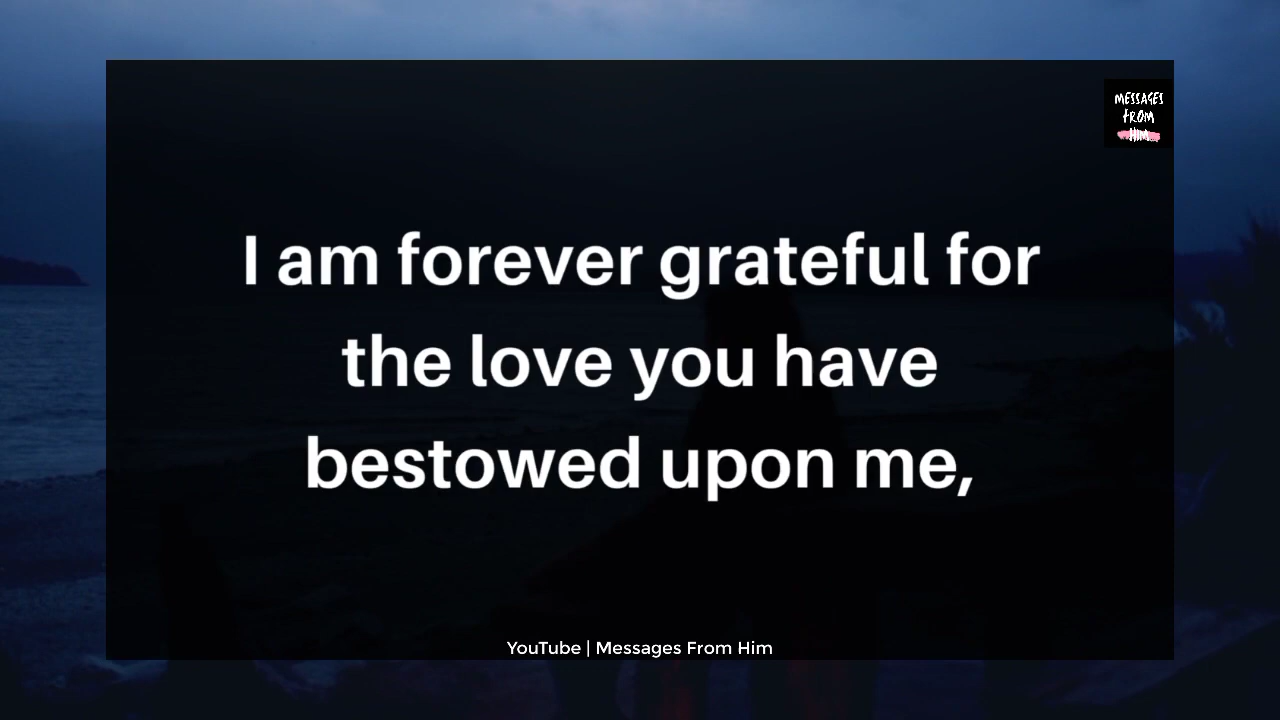 MESSAGES
FROM
HIM...
I am forever grateful for
the love you have
bestowed upon me,
YouTube | Messages From Him